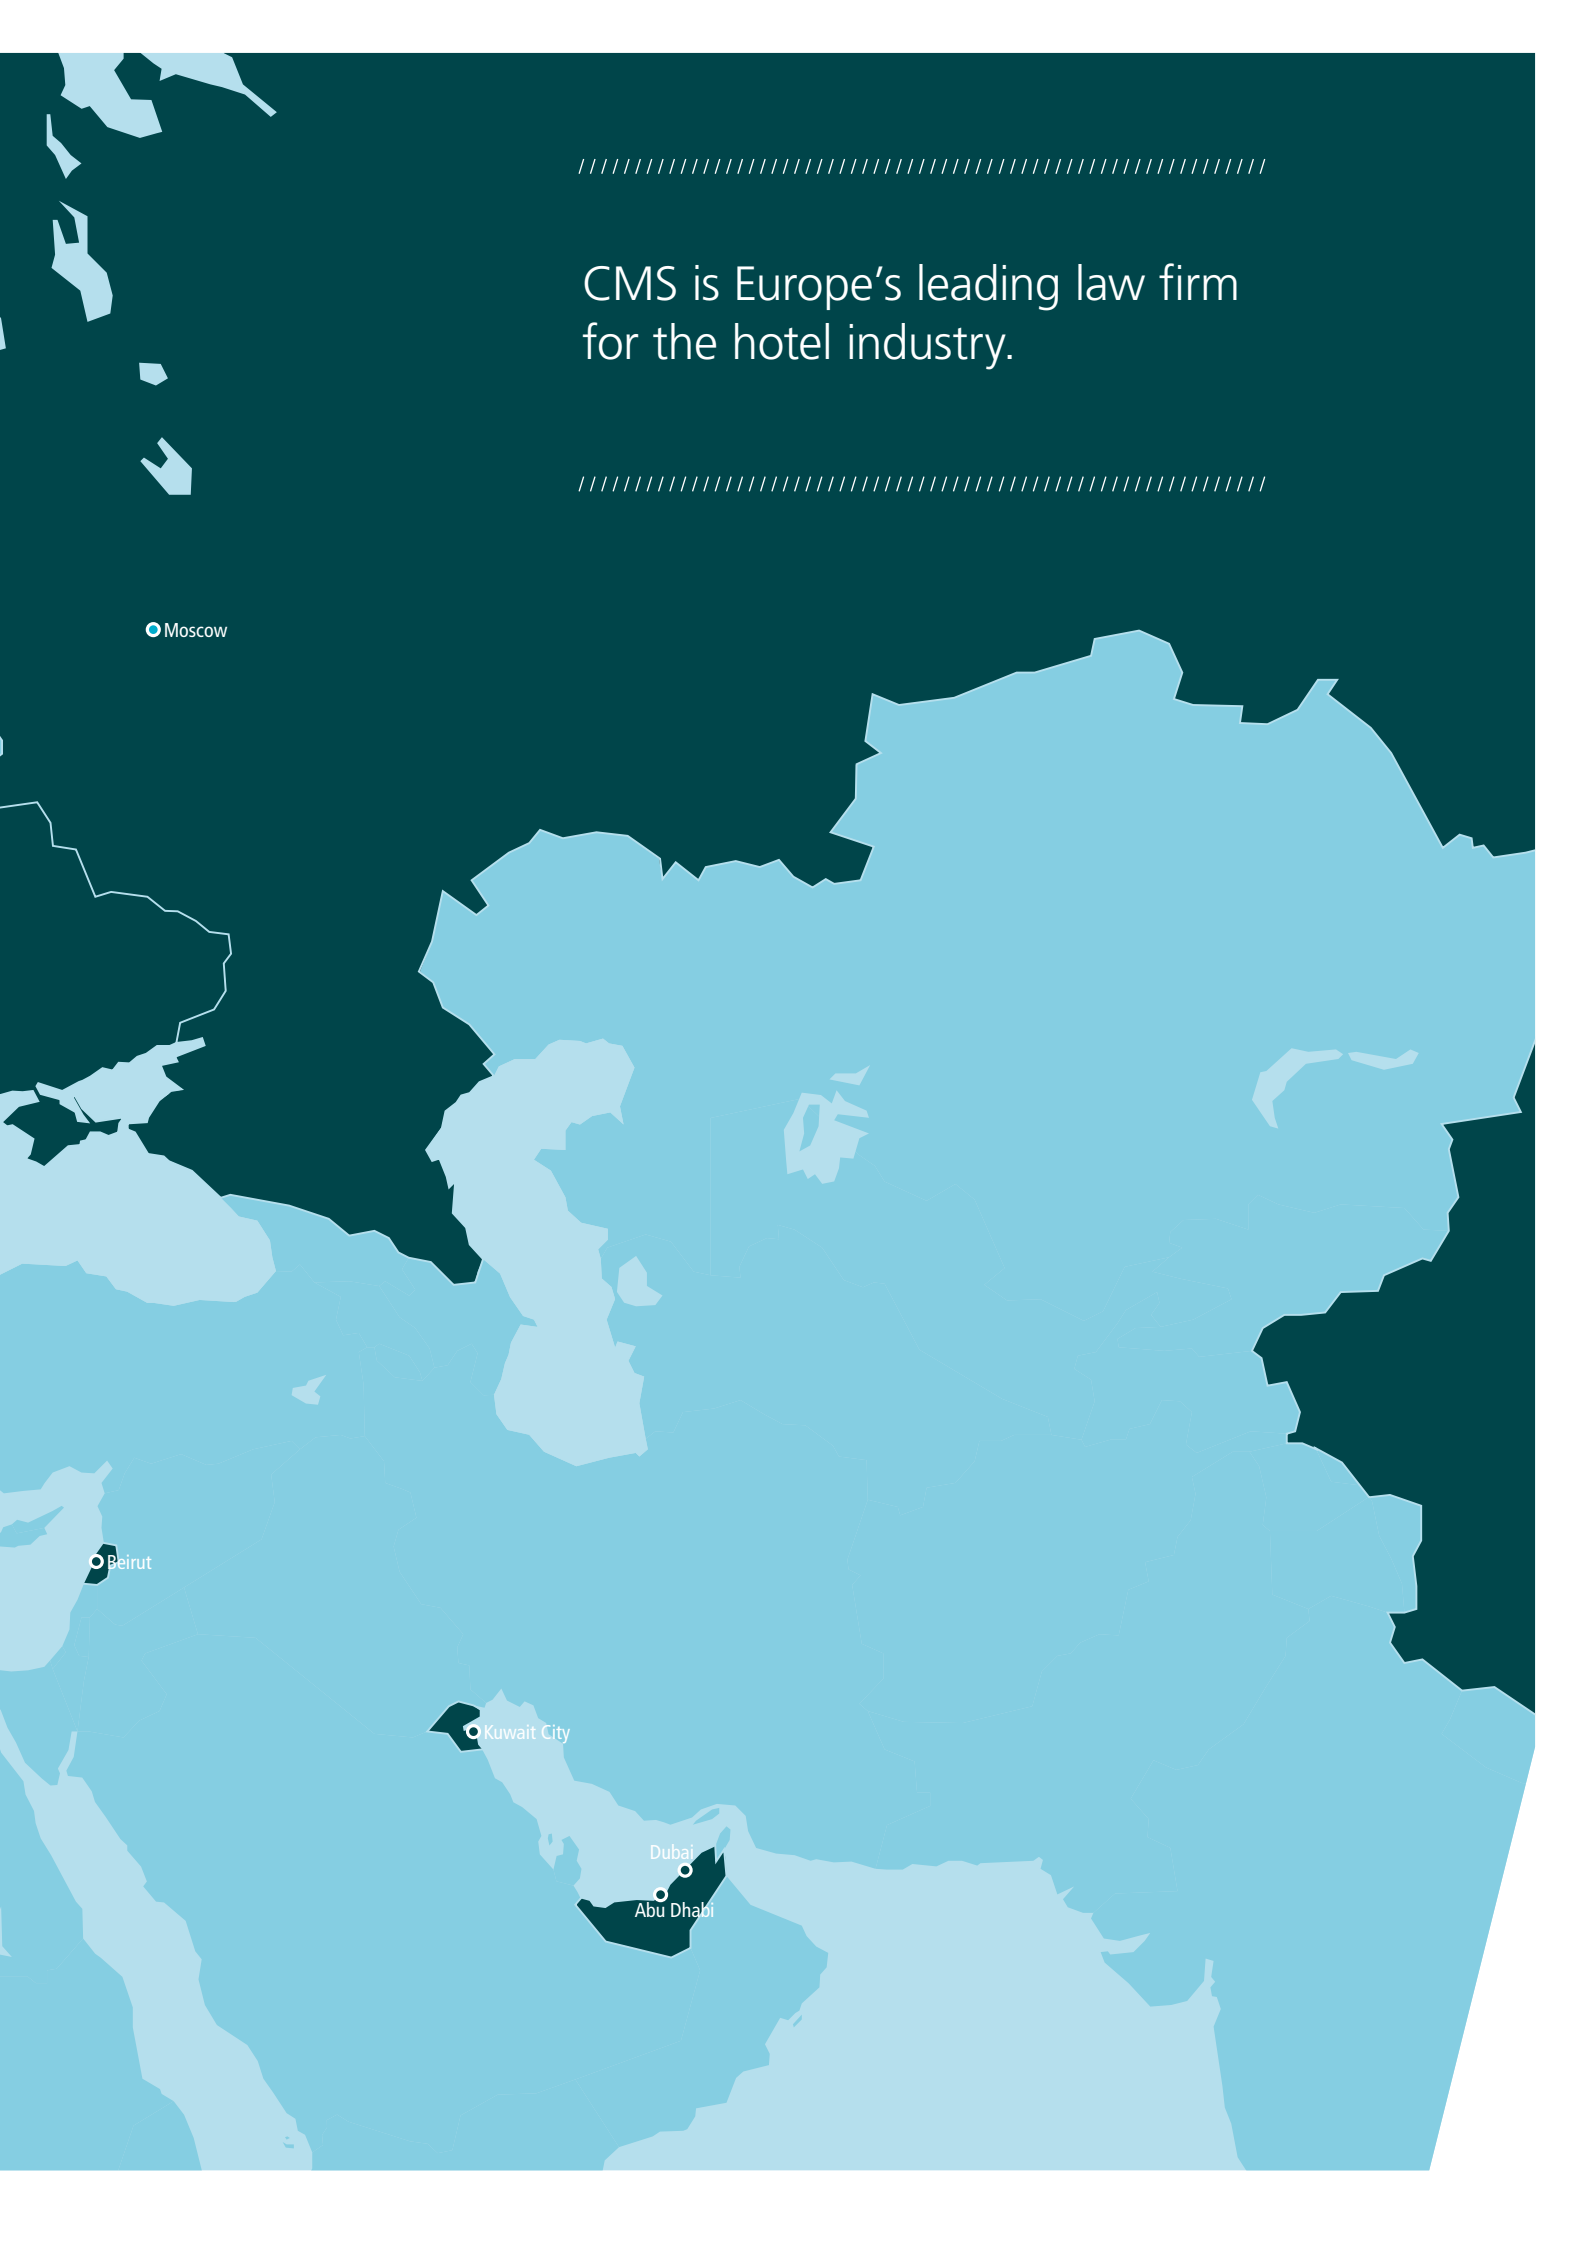 CMS is Europe’s leading law firm
for the hotel industry.
Moscow
Beirut
Kuwait City
Dubai
Abu Dhabi